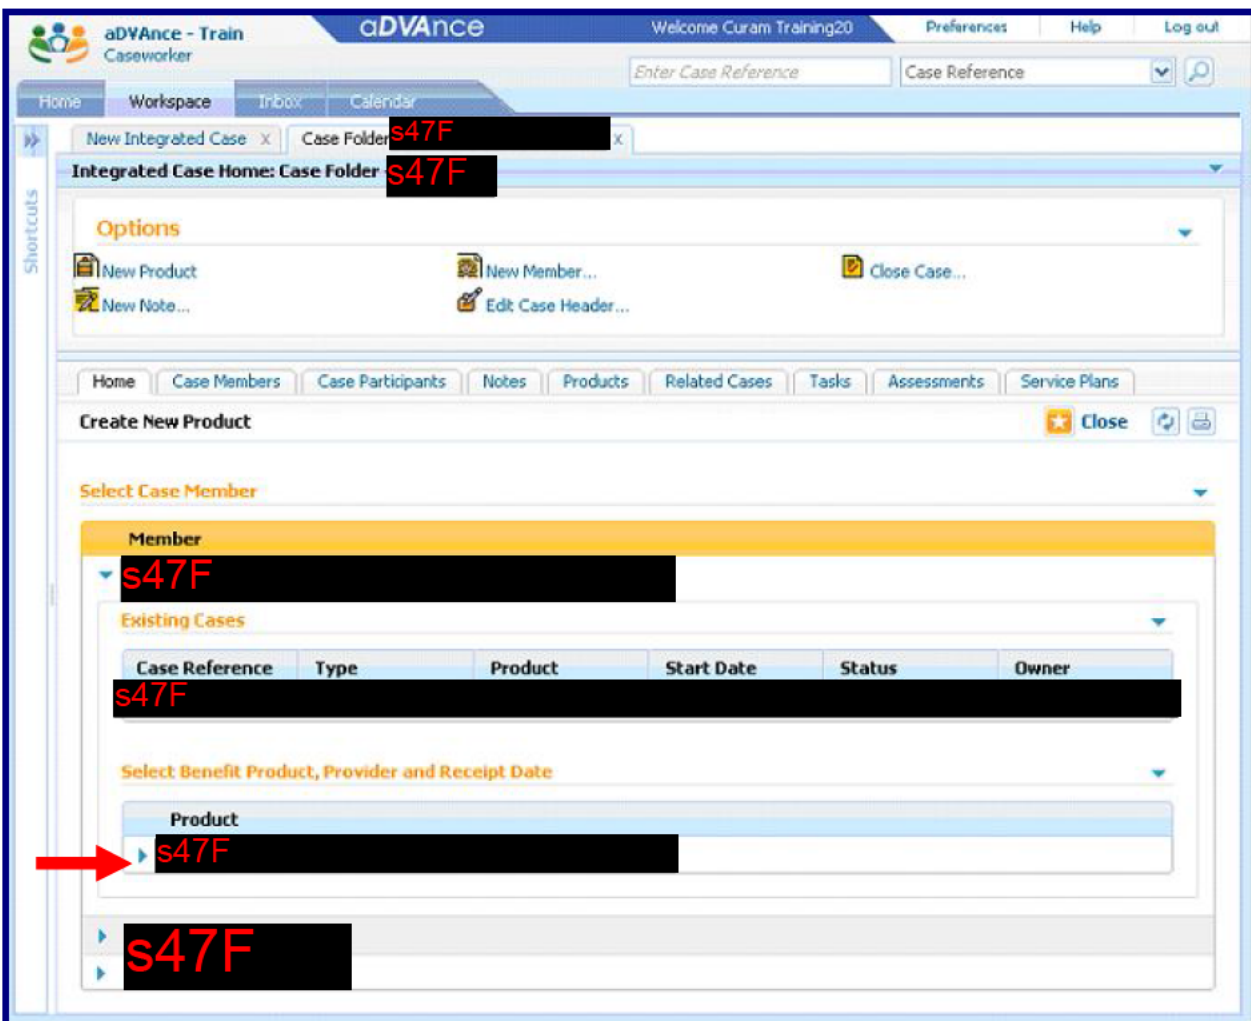 aDVAnce - Train
Caseworker
aDVAnce
Welcome Curam Training20
Preferences
Help
Log out
Enter Case Reference
Case Reference
Home
Workspace
Inbox
Calendar
New Integrated Case x
Case Folder s47F x
Integrated Case Home: Case Folder - s47F
Shortcuts
Options
New Product
New Member...
Close Case...
New Note...
Edit Case Header...
Home
Case Members
Case Participants
Notes
Products
Related Cases
Tasks
Assessments
Service Plans
Create New Product
Close
Select Case Member
Member
s47F
Existing Cases
Case Reference
Type
Product
Start Date
Status
Owner
s47F
Select Benefit Product, Provider and Receipt Date
Product
s47F
s47F